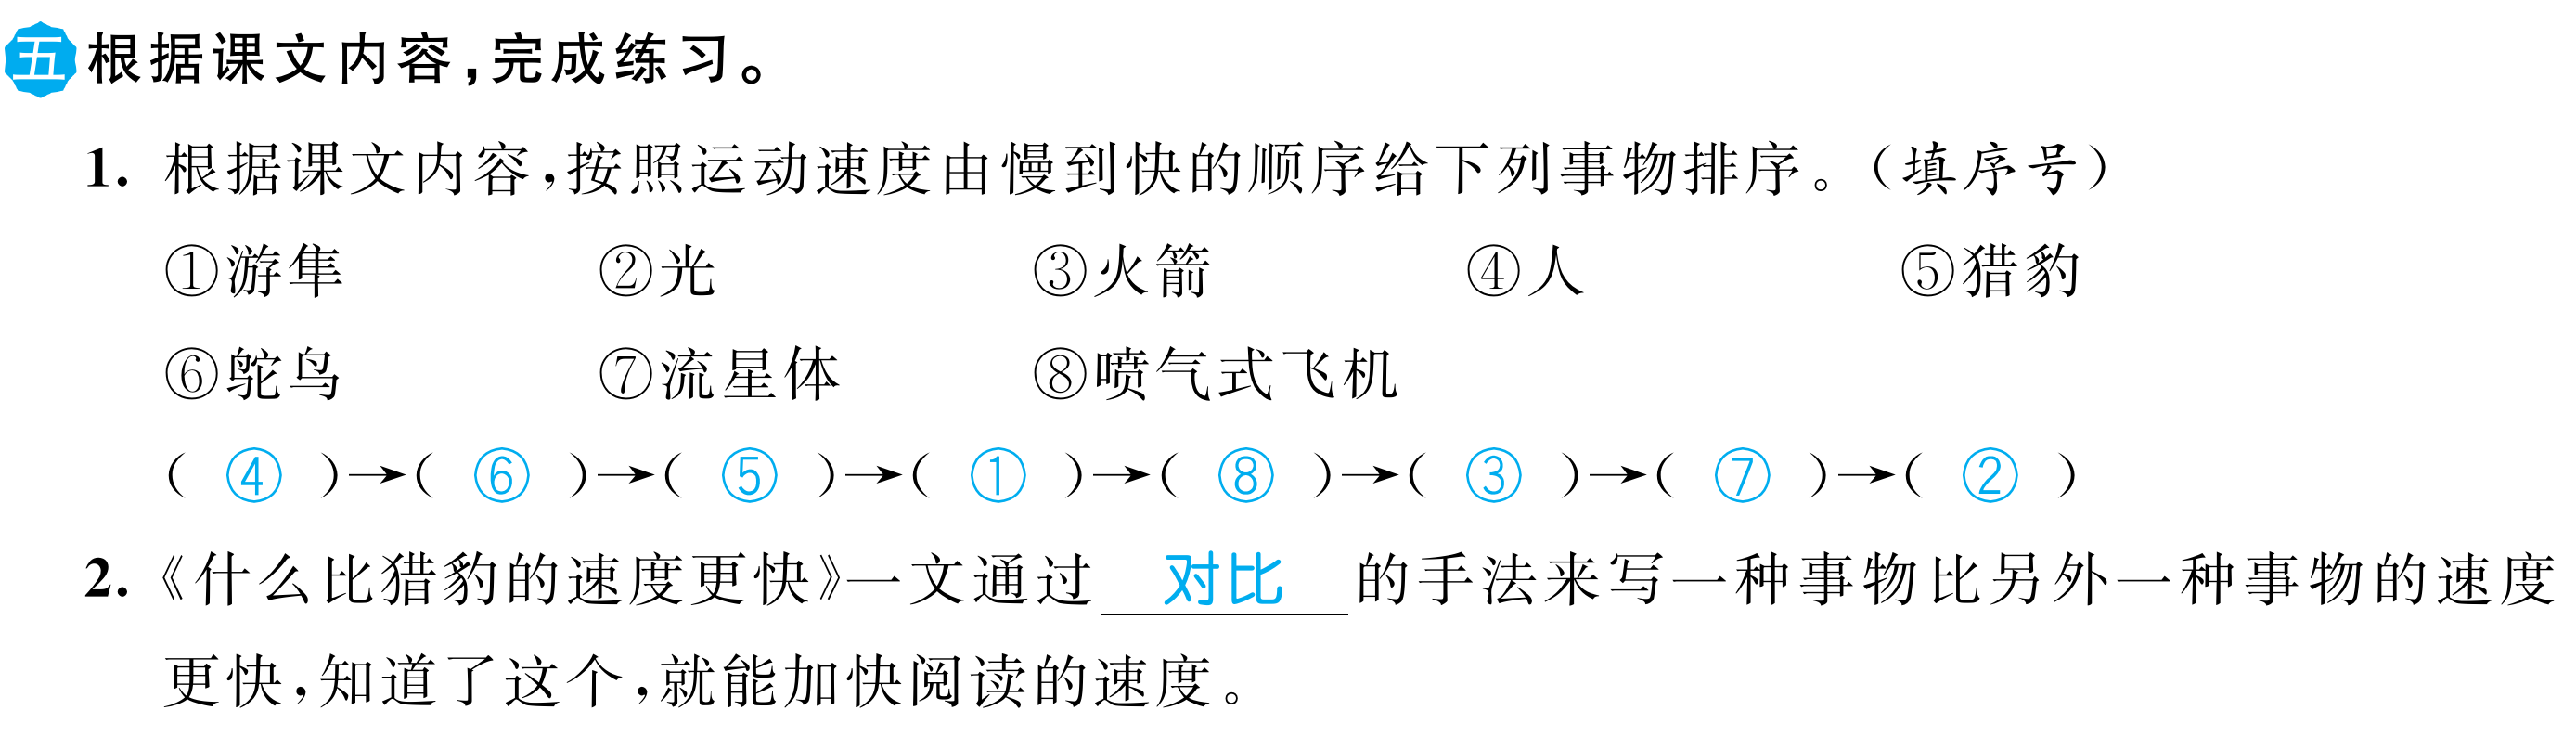 五 根据课文内容,完成练习。
1. 根据课文内容,按照运动速度由慢到快的顺序给下列事物排序。(填序号)
①游隼 ②光 ③火箭 ④人 ⑤猎豹
⑥鸵鸟 ⑦流星体 ⑧喷气式飞机
( ④ )→( ⑥ )→( ⑤ )→( ① )→( ⑧ )→( ③ )→( ⑦ )→( ② )
2.《什么比猎豹的速度更快》一文通过 对比 的手法来写一种事物比另外一种事物的速度
更快,知道了这个,就能加快阅读的速度。